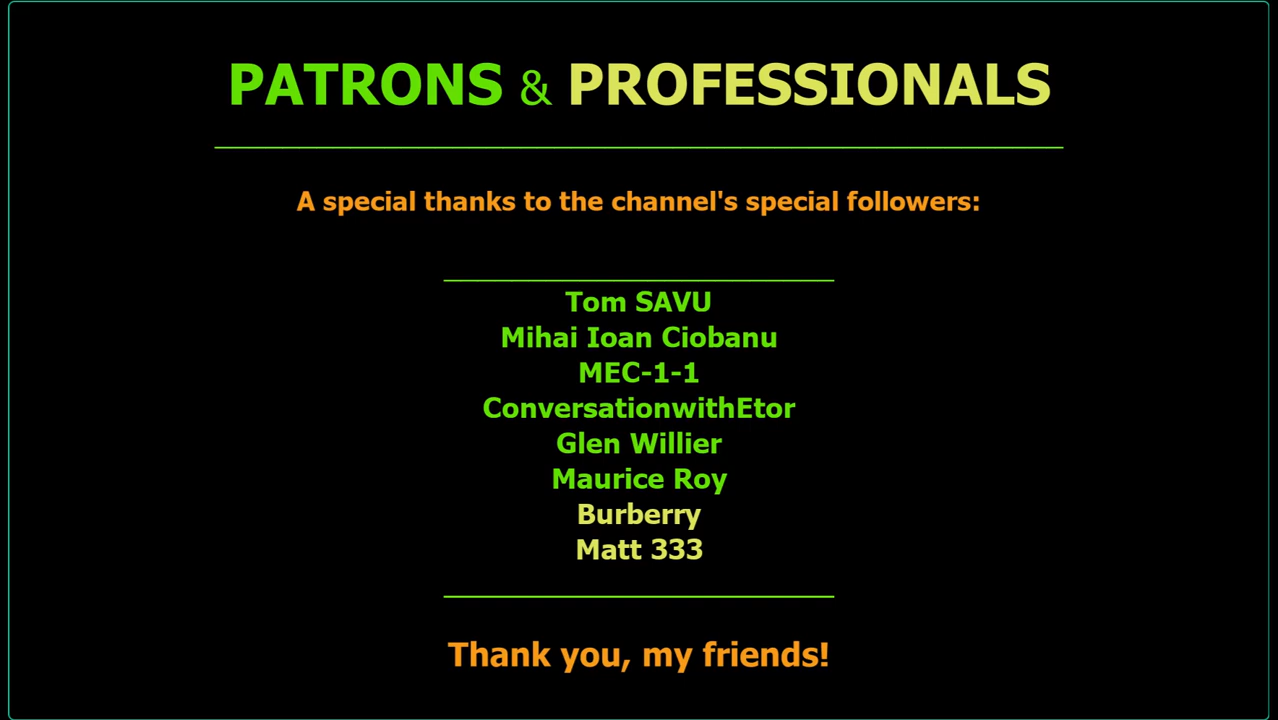 PATRONS & PROFESSIONALS
A special thanks to the channel's special followers:
Tom SAVU
Mihai Ioan Ciobanu
MEC-1-1
ConversationwithEtor
Glen Willier
Maurice Roy
Burberry
Matt 333
Thank you, my friends!